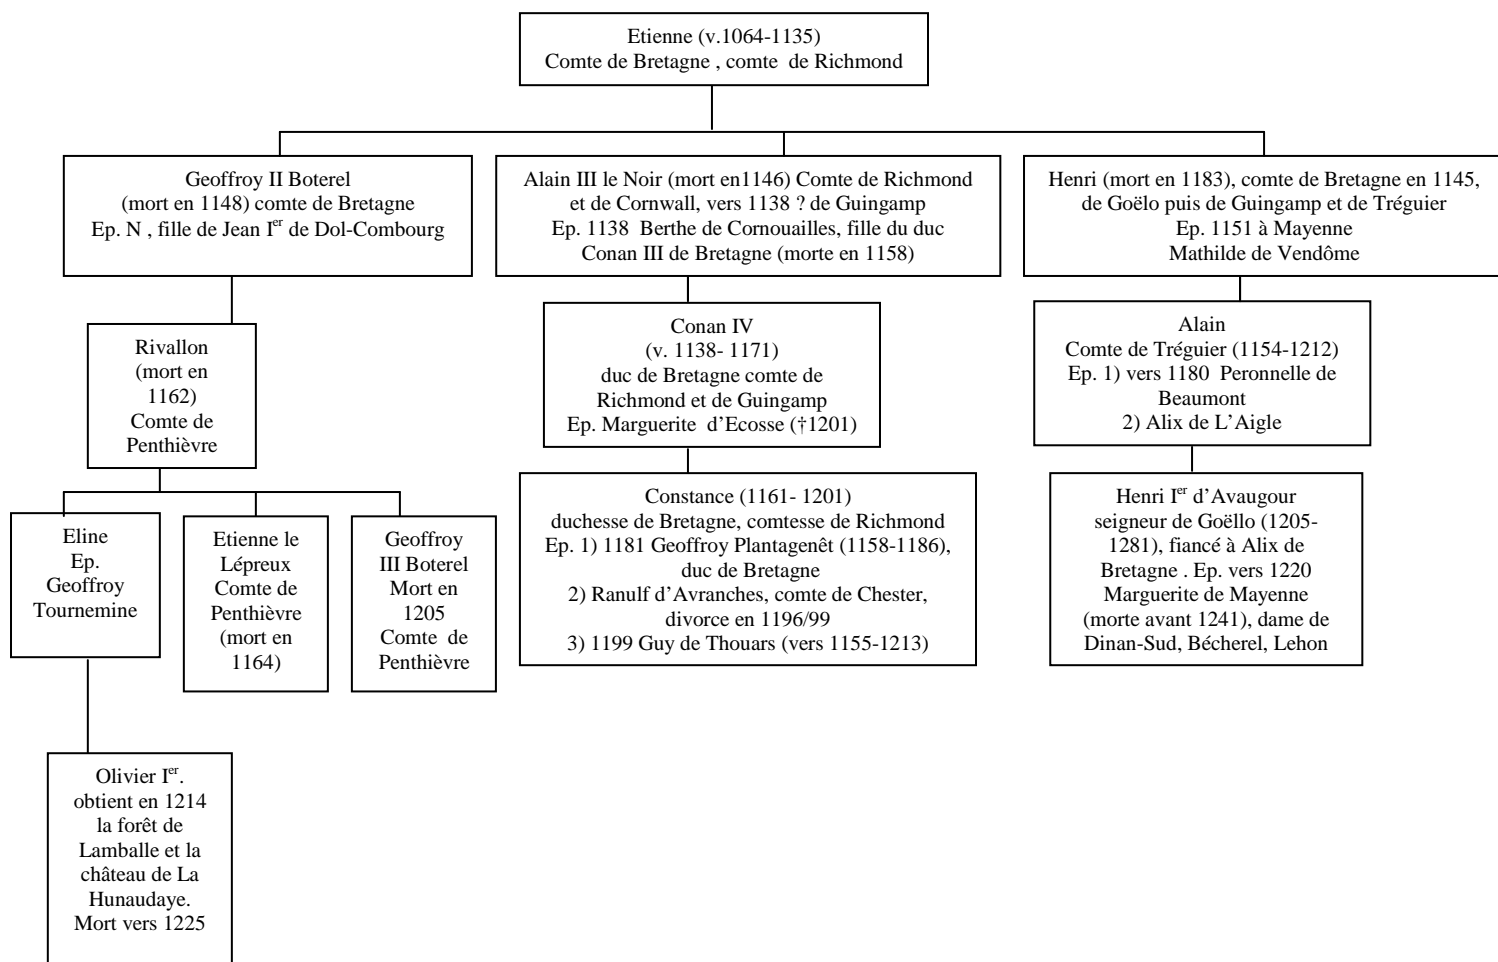 Etienne (v.1064-1135)
Comte de Bretagne , comte de Richmond
Geoffroy II Boterel
(mort en 1148) comte de Bretagne
Ep. N , fille de Jean Ier de Dol-Combourg
Alain III le Noir (mort en1146) Comte de Richmond
et de Cornwall, vers 1138 ? de Guingamp
Ep. 1138 Berthe de Cornouailles, fille du duc
Conan III de Bretagne (morte en 1158)
Henri (mort en 1183), comte de Bretagne en 1145,
de Goëlo puis de Guingamp et de Tréguier
Ep. 1151 à Mayenne
Mathilde de Vendôme
Rivallon
(mort en
1162)
Comte de
Penthièvre
Conan IV
(v. 1138- 1171)
duc de Bretagne comte de
Richmond et de Guingamp
Ep. Marguerite d’Ecosse (†1201)
Alain
Comte de Tréguier (1154-1212)
Ep. 1) vers 1180 Peronnelle de
Beaumont
2) Alix de L’Aigle
Eline
Ep.
Geoffroy
Tournemine
Etienne le
Lépreux
Comte de
Penthièvre
(mort en
1164)
Geoffroy
III Boterel
Mort en
1205
Comte de
Penthièvre
Constance (1161- 1201)
duchesse de Bretagne, comtesse de Richmond
Ep. 1) 1181 Geoffroy Plantagenêt (1158-1186),
duc de Bretagne
2) Ranulf d’Avranches, comte de Chester,
divorce en 1196/99
3) 1199 Guy de Thouars (vers 1155-1213)
Henri Ier d’Avaugour
seigneur de Goëllo (1205-
1281), fiancé à Alix de
Bretagne . Ep. vers 1220
Marguerite de Mayenne
(morte avant 1241), dame de
Dinan-Sud, Bécherel, Lehon
Olivier Ier.
obtient en 1214
la forêt de
Lamballe et la
château de La
Hunaudaye.
Mort vers 1225